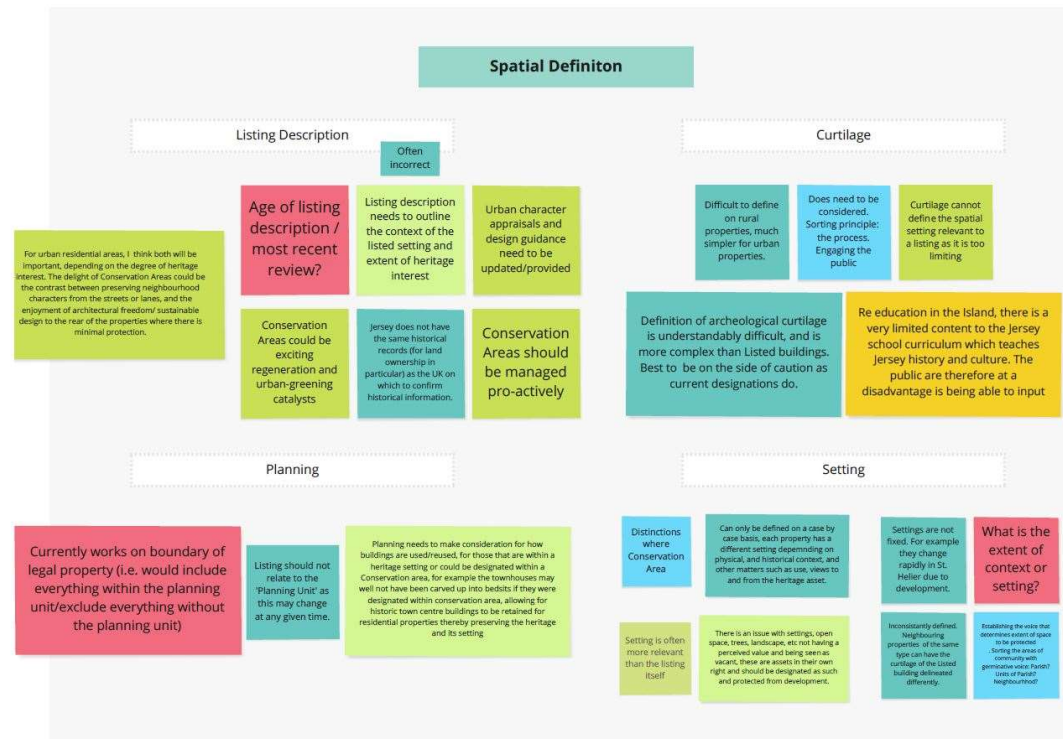 Spatial Definiton
Listing Description
Often
incorrect
Age of listing
description /
most recent
review?
Listing description
needs to outline
the context of the
listed setting and
extent of heritage
interest
Urban character
appraisals and
design guidance
need to be
updated/provided
For urban residential areas, I think both will be
important, depending on the degree of heritage
interest. The delight of Conservation Areas could be
the contrast between preserving neighbourhood
characters from the streets or lanes, and the
enjoyment of architectural freedom/ sustainable
design to the rear of the properties where there is
minimal protection.
Conservation
Areas could be
exciting
regeneration and
urban-greening
catalysts
Jersey does not have
the same historical
records (for land
ownership in
particular) as the UK on
which to confirm
historical information.
Conservation
Areas should
be managed
pro-actively
Curtilage
Difficult to define
on rural
properties, much
simpler for urban
properties.
Does need to be
considered.
Sorting principle:
the process.
Engaging the
public
Curtilage cannot
define the spatial
setting relevant to
a listing as it is too
limiting
Definition of archeological curtilage
is understandably difficult, and is
more complex than Listed buildings.
Best to be on the side of caution as
current designations do.
Re education in the Island, there is a
very limited content to the Jersey
school curriculum which teaches
Jersey history and culture. The
public are therefore at a
disadvantage is being able to input
Planning
Currently works on boundary of
legal property (i.e. would include
everything within the planning
unit/exclude everything without
the planning unit)
Listing should not
relate to the
'Planning Unit' as
this may change
at any given time.
Planning needs to make consideration for how
buildings are used/reused, for those that are within a
heritage setting or could be designated within a
Conservation area, for example the townhouses may
well not have been carved up into bedsits if they were
designated within conservation area, allowing for
historic town centre buildings to be retained for
residential properties thereby preserving the heritage
and its setting
Setting
Distinctions
where
Conservation
Area
Can only be defined on a case by
case basis, each property has a
different setting depemnding on
physical, and historical context, and
other matters such as use, views to
and from the heritage asset.
Settings are not
fixed. For example
they change
rapidly in St.
Helier due to
development.
What is the
extent of
context or
setting?
Setting is often
more relevant
than the listing
itself
There is an issue with settings, open
space, trees, landscape, etc not having a
perceived value and being seen as
vacant, these are assets in their own
right and should be designated as such
and protected from development.
Inconsistantly defined.
Neighbouring
properties of the same
type can have the
curtilage of the Listed
building delineated
differently.
Establishing the voice that
determines extent of space
to be protected
. Sorting the areas of
community with
germinative voice: Parish?
Units of Parish?
Neighbourhhod?